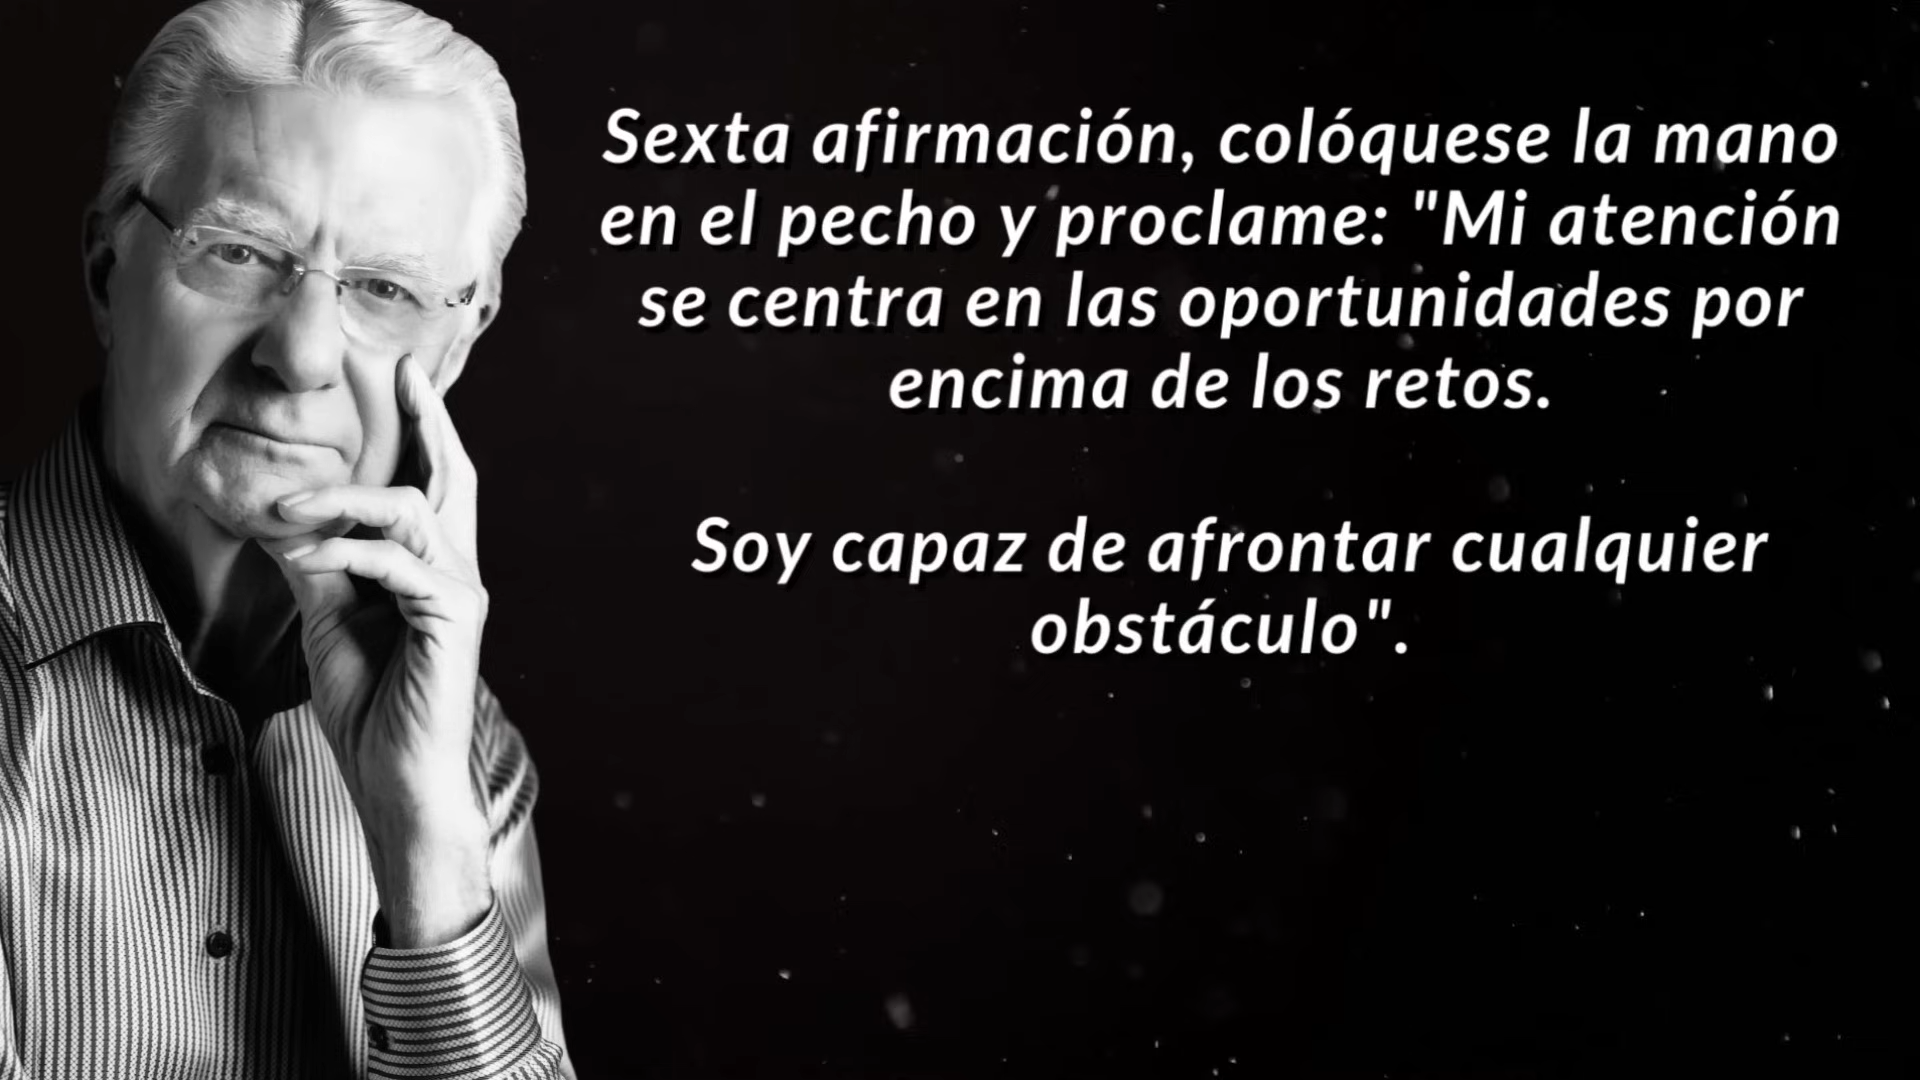 Sexta afirmación, colóquese la mano
en el pecho y proclame: "Mi atención
se centra en las oportunidades por
encima de los retos.
Soy capaz de afrontar cualquier
obstáculo".